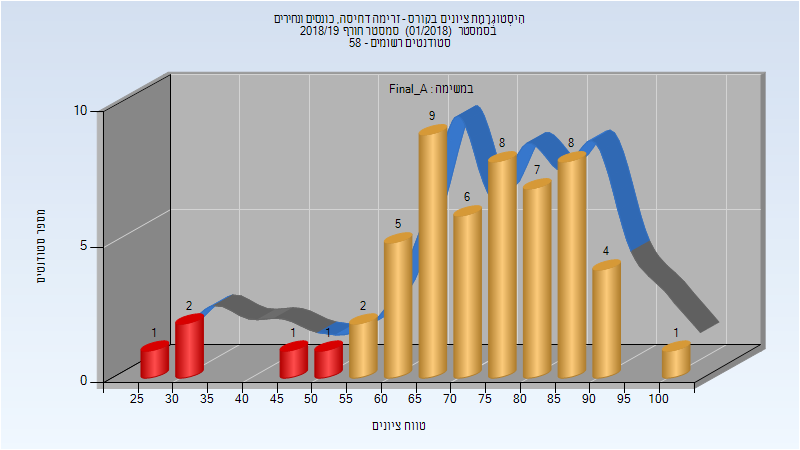 היסטוגרמת ציונים בקורס - זרימה דחיסה, כונסים ונחירים
בסמסטר (01/2018) סמסטר חורף 2018/19
סטודנטים רשומים - 58
במשימה : Final_A
מספר סטודנטים
10
5
0
1
2
1
1
2
5
9
6
8
7
8
4
1
25 30 35 40 45 50 55 60 65 70 75 80 85 90 95 100
טווח ציונים